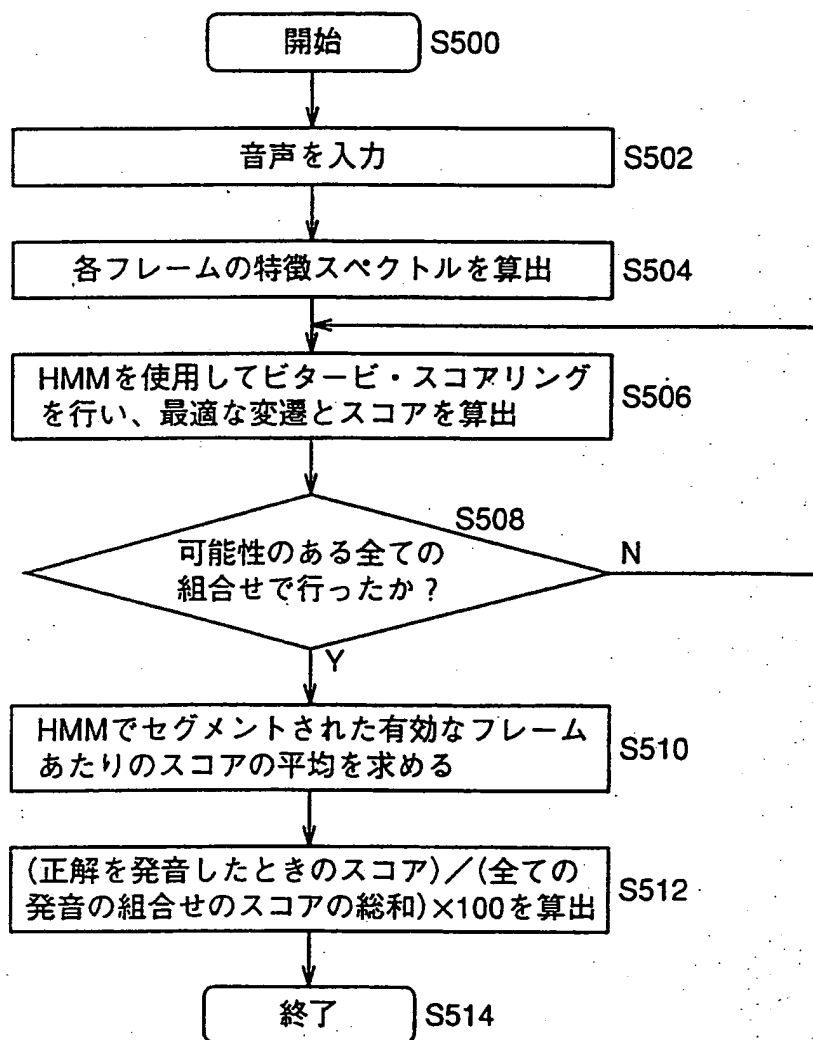 開始 S500
音声を入力 S502
各フレームの特徴スペクトルを算出 S504
HMMを使用してビタービ・スコアリング
を行い、最適な変遷とスコアを算出 S506
S508
可能性のある全ての
組合せで行ったか?
N
Y
HMMでセグメントされた有効なフレーム
あたりのスコアの平均を求める S510
(正解を発音したときのスコア)/(全ての
発音の組合せのスコアの総和)×100を算出 S512
終了 S514